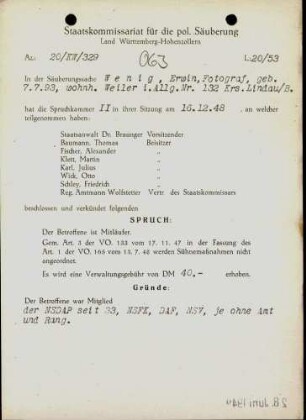 Staatskommissariat für die pol. Säuberung
Land Württemberg-Hohenzollern
Az: 20/XV/329
063
L.20/53
In der Säuberungssache Wenig, Erwin, Fotograf, geb.
7.7.93, wohnh. Weiler i.Allg.Nr. 132 Krs.Lindau/B.
hat die Spruchkammer II in ihrer Sitzung am 16.12.48 , an welcher
teilgenommen haben:
Staatsanwalt Dr. Brauinger Vorsitzender
Baumann, Thomas Beisitzer
Fischer, Alexander "
Klett, Martin "
Karl, Julius "
Wick, Otto "
Schley, Friedrich "
Reg. Amtmann Wolfstetter Vertr. des Staatskommissars
beschlossen und verkündet folgenden
SPRUCH:
Der Betroffene ist Mitläufer.
Gem. Art. 3 der VO. 133 vom 17. 11. 47 in der Fassung des
Art. 1 der VO. 165 vom 13. 7. 48 werden Sühnemaßnahmen nicht
angeordnet.
Es wird eine Verwaltungsgebühr von DM 40,- erhoben.
Gründe:
Der Betroffene war Mitglied
der NSDAP seit 33, NSFK, DAF, NSV, je ohne Amt
und Rang.